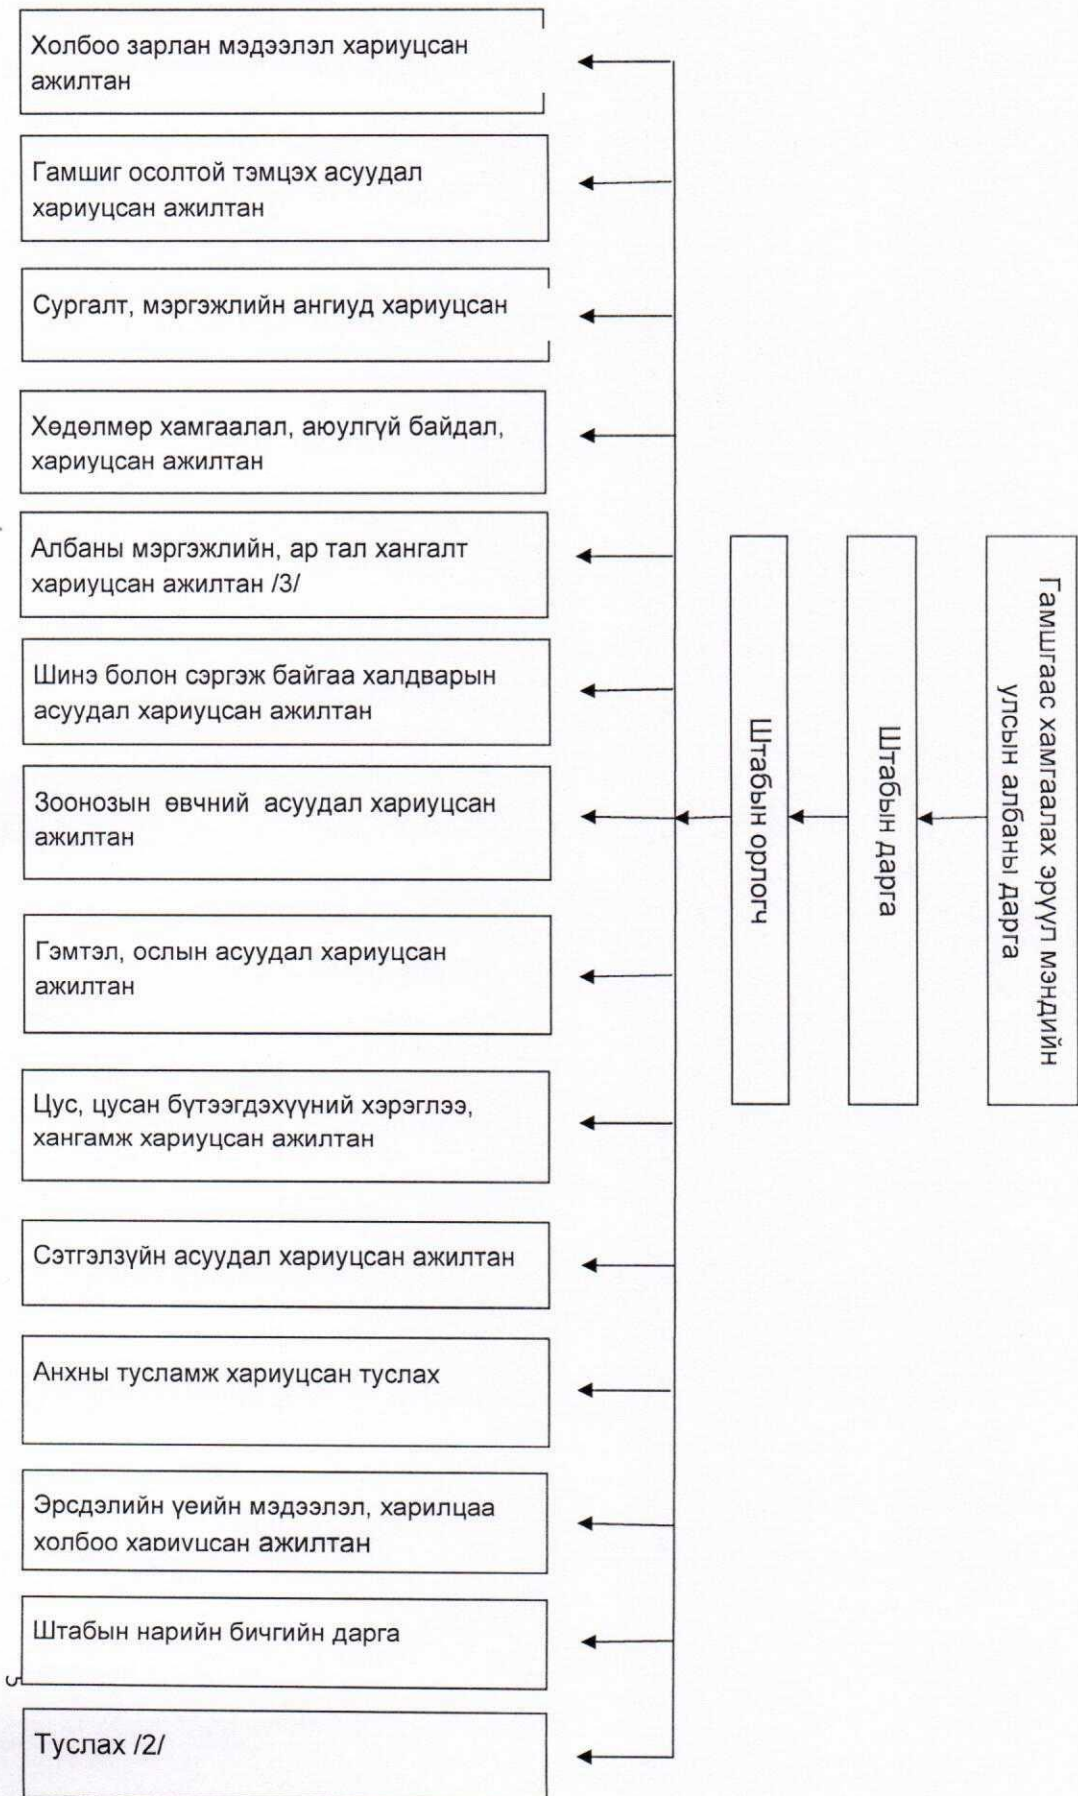 Холбоо зарлан мэдээлэл хариуцсан
ажилтан
Гамшиг осолтой тэмцэх асуудал
хариуцсан ажилтан
Сургалт, мэргэжлийн ангиуд хариуцсан
Хөдөлмөр хамгаалал, аюулгүй байдал,
хариуцсан ажилтан
Албаны мэргэжлийн, ар тал хангалт
хариуцсан ажилтан /3/
Шинэ болон сэргэж байгаа халдварын
асуудал хариуцсан ажилтан
Зоонозын өвчний асуудал хариуцсан
ажилтан
Гэмтэл, ослын асуудал хариуцсан
ажилтан
Цус, цусан бүтээгдэхүүний хэрэглээ,
хангамж хариуцсан ажилтан
Сэтгэлзүйн асуудал хариуцсан ажилтан
Анхны тусламж хариуцсан туслах
Эрсдэлийн үеийн мэдээлэл, харилцаа
холбоо хариуцсан ажилтан
Штабын нарийн бичгийн дарга
Туслах /2/
Штабын орлогч
Штабын дарга
Гамшгаас хамгаалах эрүүл мэндийн
улсын албаны дарга
5